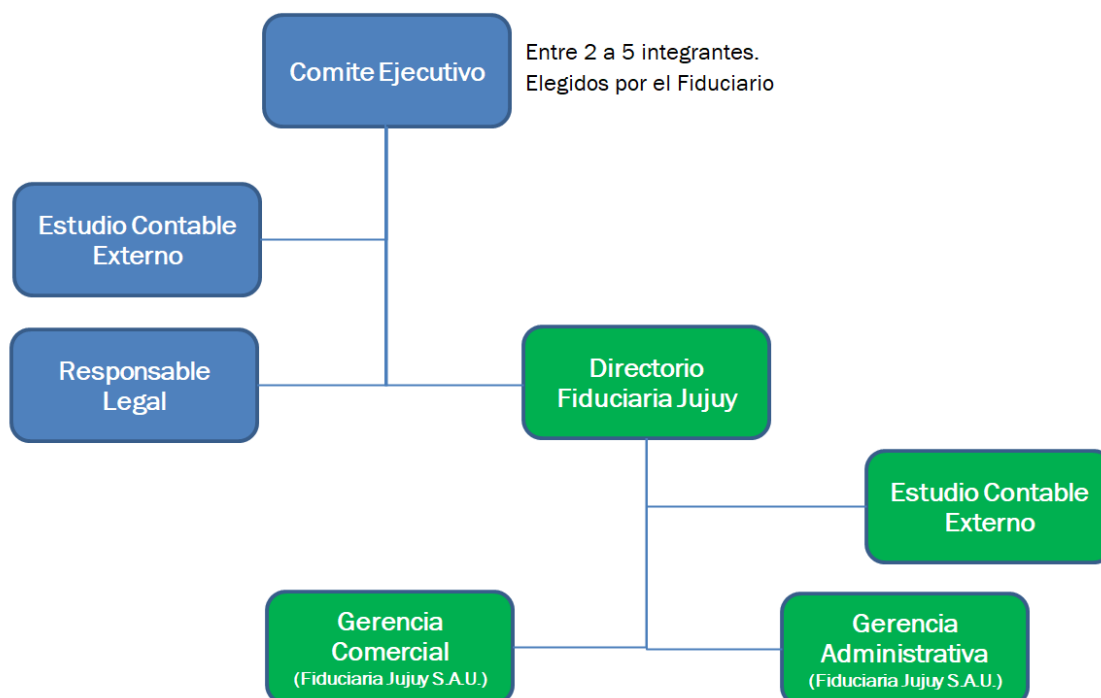 Comite Ejecutivo
Entre 2 a 5 integrantes.
Elegidos por el Fiduciario
Estudio Contable
Externo
Responsable
Legal
Directorio
Fiduciaria Jujuy
Estudio Contable
Externo
Gerencia
Comercial
(Fiduciaria Jujuy S.A.U.)
Gerencia
Administrativa
(Fiduciaria Jujuy S.A.U.)